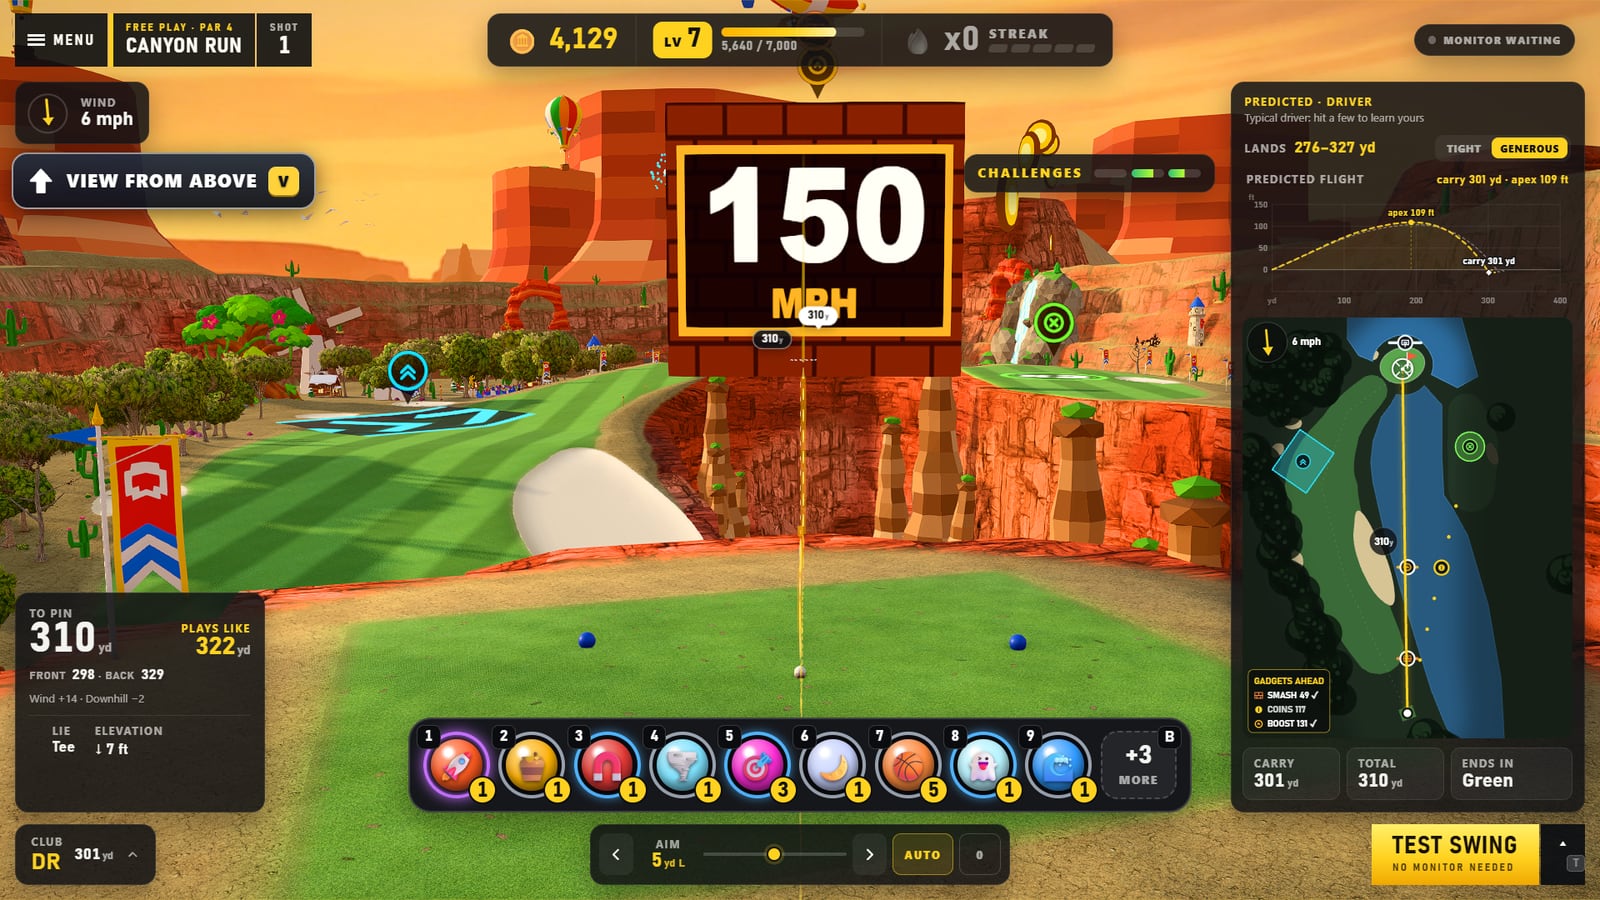 MENU
FREE PLAY · PAR 4
CANYON RUN
SHOT
1
4,129
LV 7
5,640 / 7,000
x0 STREAK
MONITOR WAITING
WIND
6 mph
VIEW FROM ABOVE V
150
MPH
310y
310y
CHALLENGES
PREDICTED · DRIVER
Typical driver: hit a few to learn yours
LANDS 276–327 yd
TIGHT GENEROUS
PREDICTED FLIGHT carry 301 yd · apex 109 ft
ft
150
100
50
0
apex 109 ft
carry 301 yd
yd 100 200 300 400
6 mph
310y
GADGETS AHEAD
SMASH 49 ✓
COINS 117
BOOST 131 ✓
CARRY
301 yd
TOTAL
310 yd
ENDS IN
Green
TO PIN
310 yd
PLAYS LIKE
322 yd
FRONT 298 · BACK 329
Wind +14 · Downhill −2
LIE
Tee
ELEVATION
↓ 7 ft
1 2 3 4 5 6 7 8 9 B
1 1 1 1 3 1 5 1 1
+3
MORE
CLUB
DR 301 yd
AIM
5 yd L
AUTO
0
TEST SWING
NO MONITOR NEEDED
T